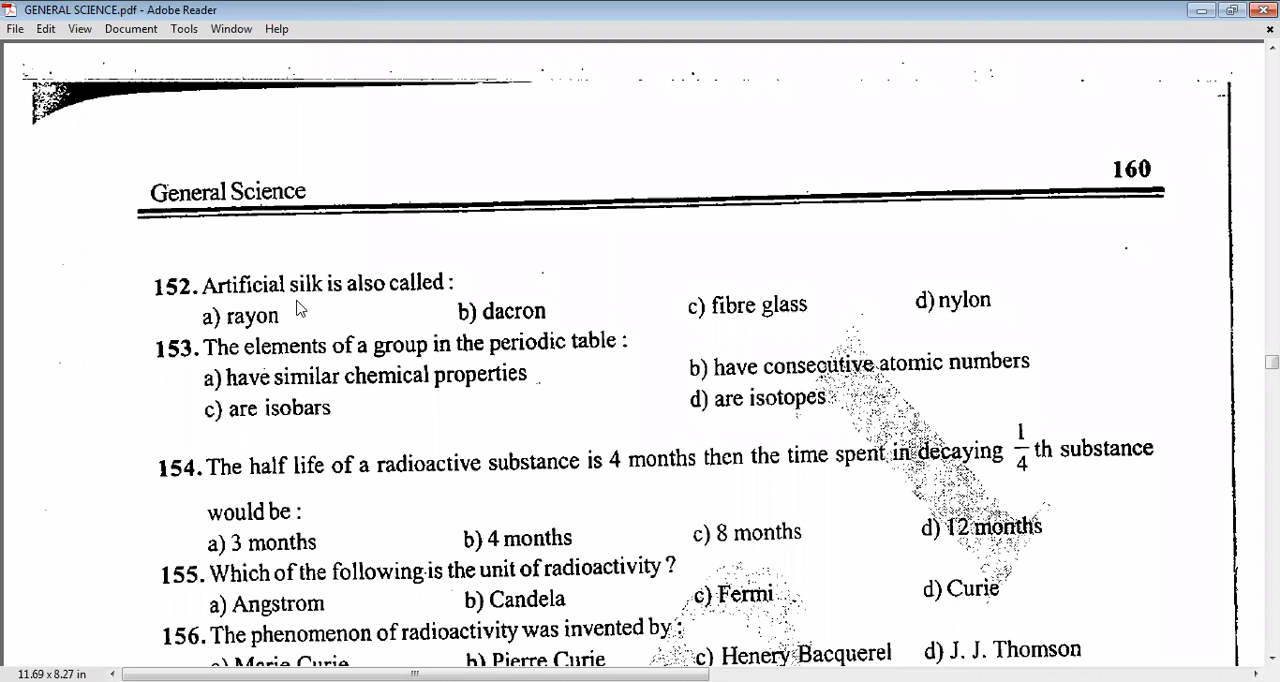 GENERAL SCIENCE.pdf - Adobe Reader
File Edit View Document Tools Window Help
160
General Science
152. Artificial silk is also called :
a) rayon b) dacron c) fibre glass d) nylon
153. The elements of a group in the periodic table :
a) have similar chemical properties b) have consecutive atomic numbers
c) are isobars d) are isotopes
154. The half life of a radioactive substance is 4 months then the time spent in decaying 1/4 th substance
would be :
a) 3 months b) 4 months c) 8 months d) 12 months
155. Which of the following is the unit of radioactivity ?
a) Angstrom b) Candela c) Fermi d) Curie
156. The phenomenon of radioactivity was invented by :
a) Marie Curie b) Pierre Curie c) Henery Bacquerel d) J. J. Thomson
11.69 x 8.27 in